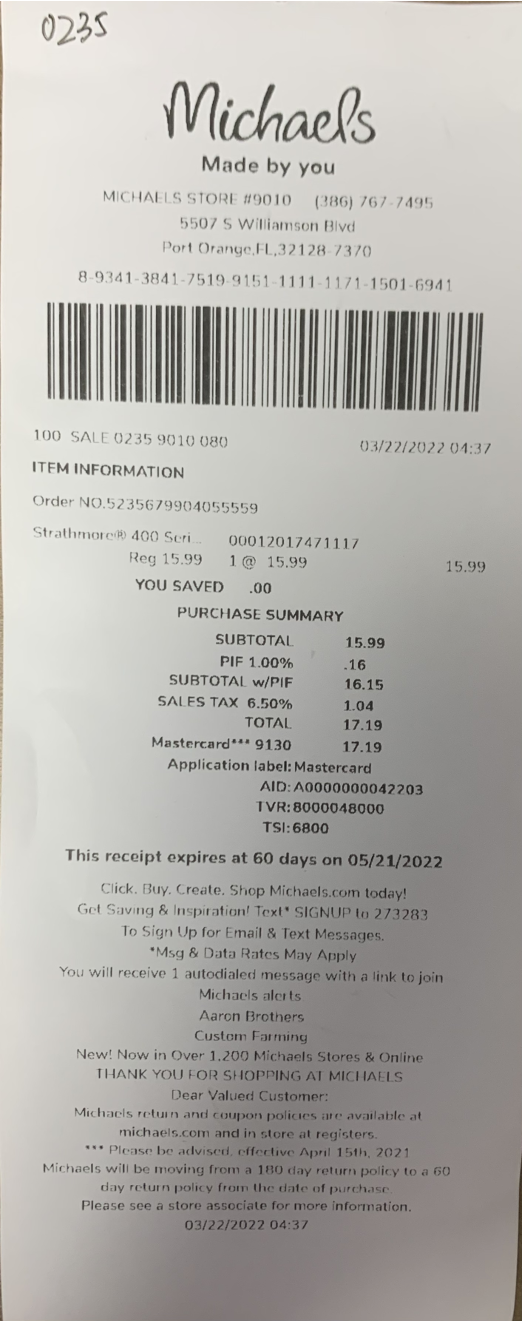 0235
Michaels
Made by you
MICHAELS STORE #9010 (386) 767-7495
5507 S Williamson Blvd
Port Orange,FL,32128-7370
8-9341-3841-7519-9151-1111-1171-1501-6941
100 SALE 0235 9010 080 03/22/2022 04:37
ITEM INFORMATION
Order NO.5235679904055559
Strathmore® 400 Seri... 00012017471117
Reg 15.99 1 @ 15.99 15.99
YOU SAVED .00
PURCHASE SUMMARY
SUBTOTAL 15.99
PIF 1.00% .16
SUBTOTAL w/PIF 16.15
SALES TAX 6.50% 1.04
TOTAL 17.19
Mastercard*** 9130 17.19
Application label: Mastercard
AID: A0000000042203
TVR: 8000048000
TSI: 6800
This receipt expires at 60 days on 05/21/2022
Click. Buy. Create. Shop Michaels.com today!
Get Saving & Inspiration! Text* SIGNUP to 273283
To Sign Up for Email & Text Messages.
*Msg & Data Rates May Apply
You will receive 1 autodialed message with a link to join
Michaels alerts
Aaron Brothers
Custom Farming
New! Now in Over 1,200 Michaels Stores & Online
THANK YOU FOR SHOPPING AT MICHAELS
Dear Valued Customer:
Michaels return and coupon policies are available at
michaels.com and in store at registers.
*** Please be advised, effective April 15th, 2021
Michaels will be moving from a 180 day return policy to a 60
day return policy from the date of purchase.
Please see a store associate for more information.
03/22/2022 04:37